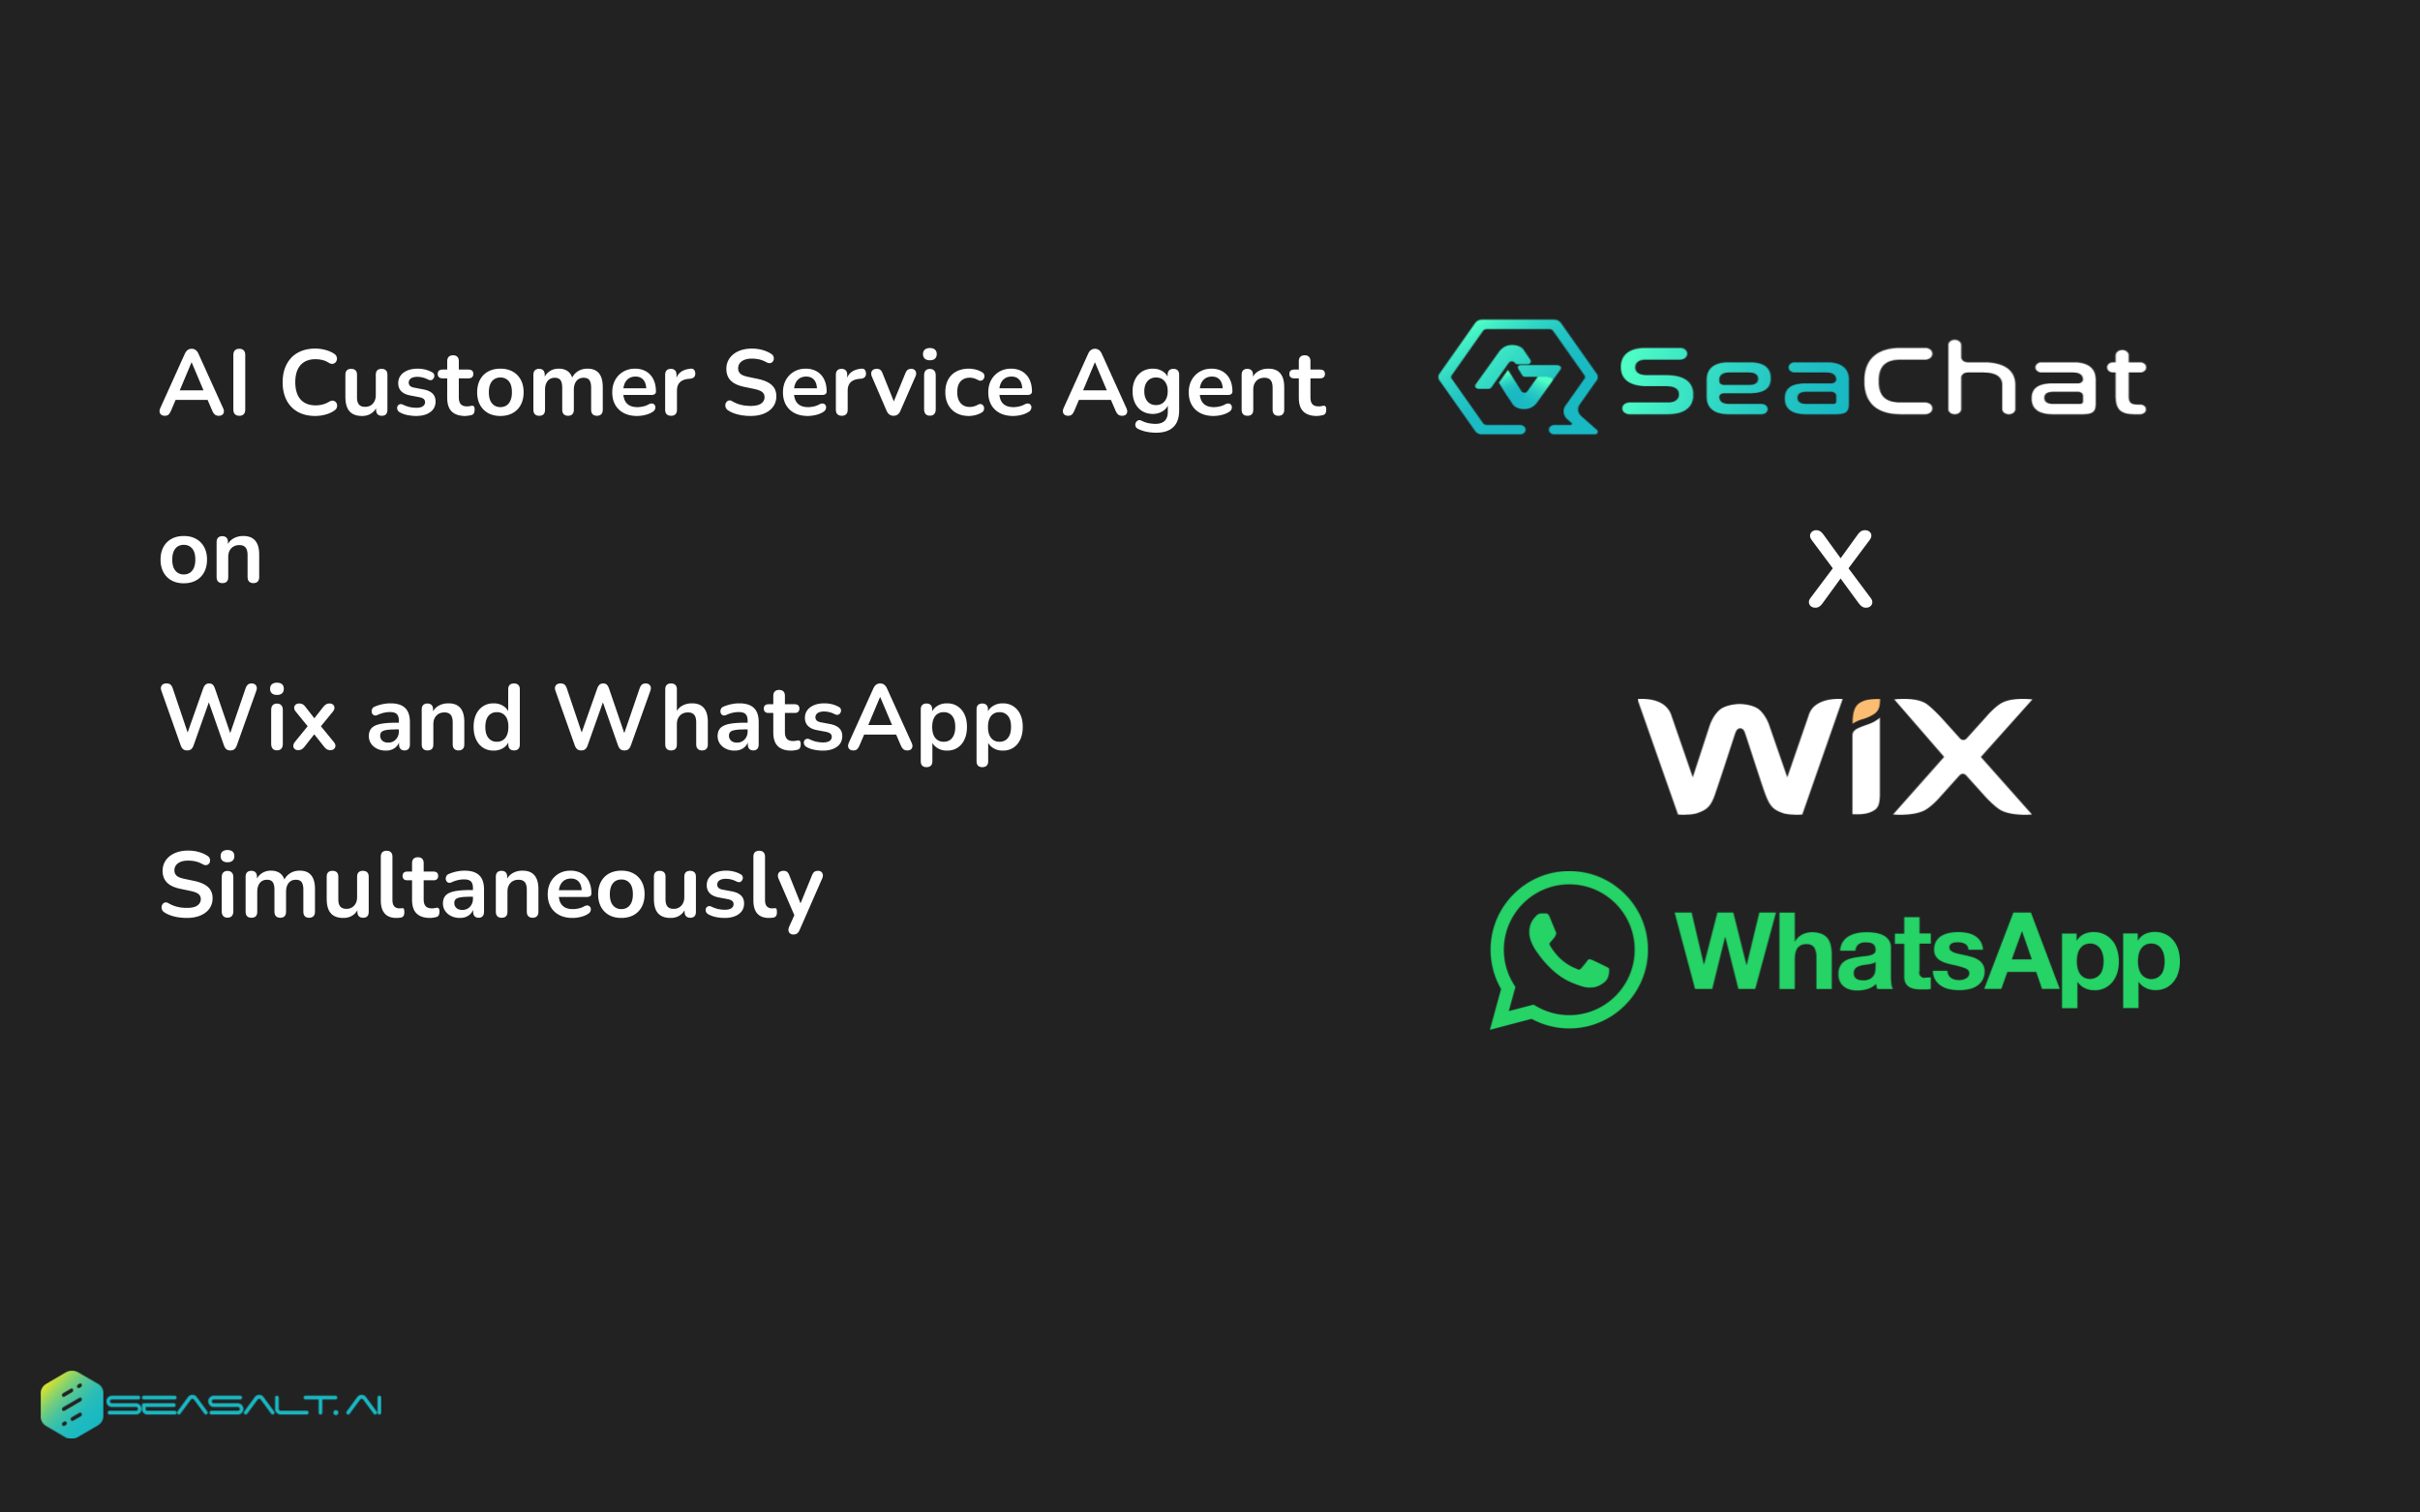 AI Customer Service Agent
on
Wix and WhatsApp
Simultaneously
SeaChat
X
WiX
WhatsApp
SEASALT.AI